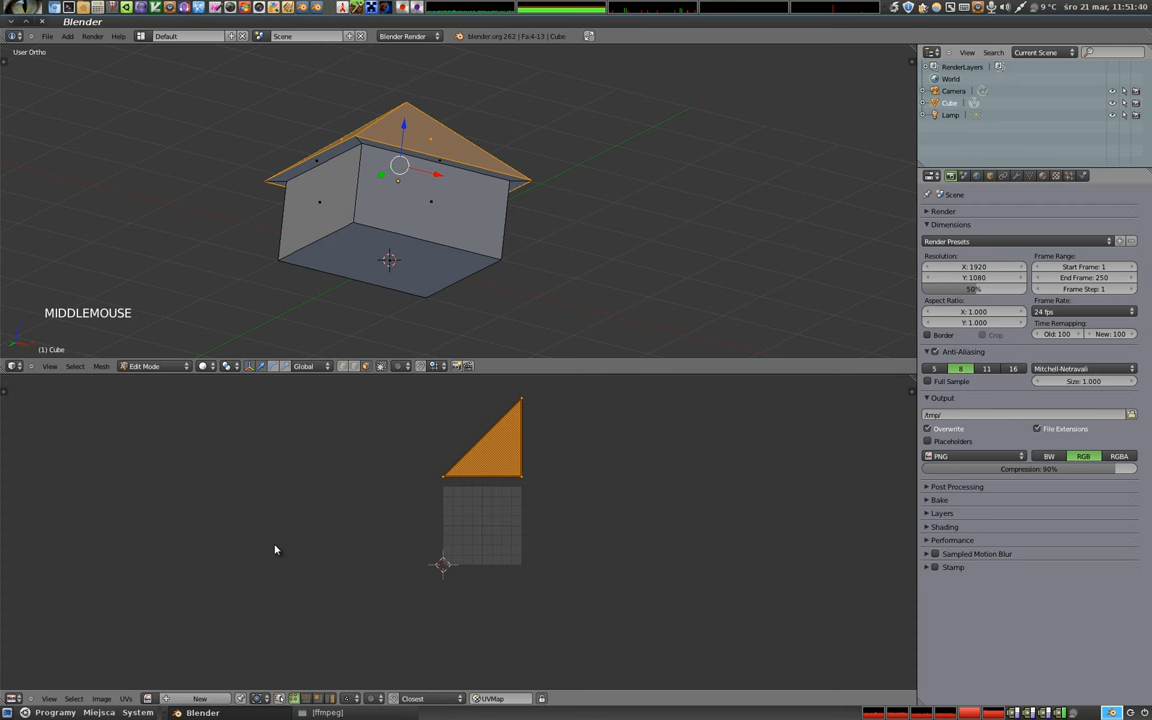 9 °C śro 21 mar, 11:51:40
Blender
File Add Render Default Scene Blender Render blender.org 262 | Fa:4-13 | Cube
View Search Current Scene
User Ortho
RenderLayers
World
Camera
Cube
Lamp
Scene
Render
Dimensions
Render Presets
Resolution: Frame Range:
X: 1920 Start Frame: 1
Y: 1080 End Frame: 250
50% Frame Step: 1
Aspect Ratio: Frame Rate:
X: 1.000 24 fps
Y: 1.000 Time Remapping:
Border Crop Old: 100 New: 100
MIDDLEMOUSE
(1) Cube
Anti-Aliasing
5 8 11 16 Mitchell-Netravali
Full Sample Size: 1.000
View Select Mesh Edit Mode Global
Output
/tmp/
Overwrite File Extensions
Placeholders
PNG BW RGB RGBA
Compression: 90%
Post Processing
Bake
Layers
Shading
Performance
Sampled Motion Blur
Stamp
View Select Image UVs New Closest UVMap
Programy Miejsca System Blender [ffmpeg]